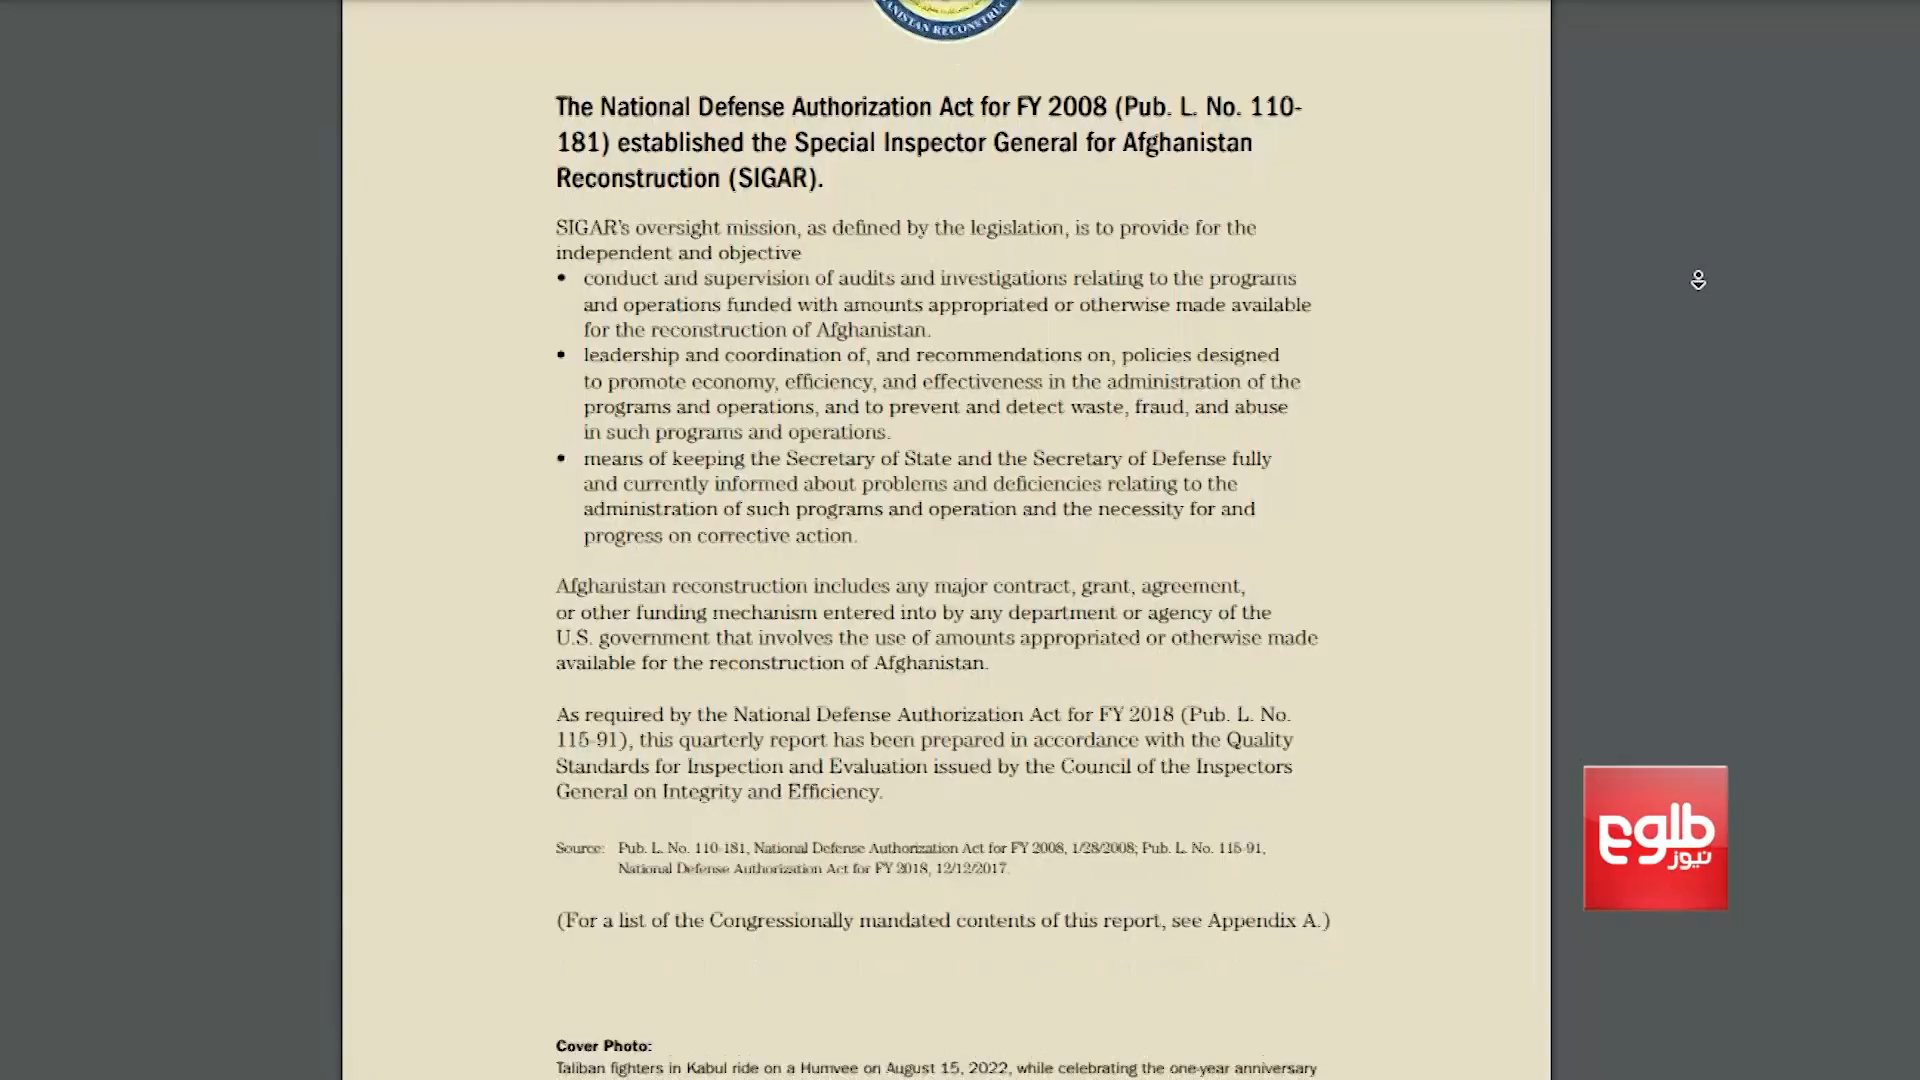 ANISTAN RECONSTRUC
The National Defense Authorization Act for FY 2008 (Pub. L. No. 110-
181) established the Special Inspector General for Afghanistan
Reconstruction (SIGAR).
SIGAR's oversight mission, as defined by the legislation, is to provide for the
independent and objective
• conduct and supervision of audits and investigations relating to the programs
and operations funded with amounts appropriated or otherwise made available
for the reconstruction of Afghanistan.
• leadership and coordination of, and recommendations on, policies designed
to promote economy, efficiency, and effectiveness in the administration of the
programs and operations, and to prevent and detect waste, fraud, and abuse
in such programs and operations.
• means of keeping the Secretary of State and the Secretary of Defense fully
and currently informed about problems and deficiencies relating to the
administration of such programs and operation and the necessity for and
progress on corrective action.
Afghanistan reconstruction includes any major contract, grant, agreement,
or other funding mechanism entered into by any department or agency of the
U.S. government that involves the use of amounts appropriated or otherwise made
available for the reconstruction of Afghanistan.
As required by the National Defense Authorization Act for FY 2018 (Pub. L. No.
115-91), this quarterly report has been prepared in accordance with the Quality
Standards for Inspection and Evaluation issued by the Council of the Inspectors
General on Integrity and Efficiency.
Source: Pub. L. No. 110-181, National Defense Authorization Act for FY 2008, 1/28/2008; Pub. L. No. 115-91,
National Defense Authorization Act for FY 2018, 12/12/2017.
(For a list of the Congressionally mandated contents of this report, see Appendix A.)
Cover Photo:
Taliban fighters in Kabul ride on a Humvee on August 15, 2022, while celebrating the one-year anniversary
طلوع
نیوز